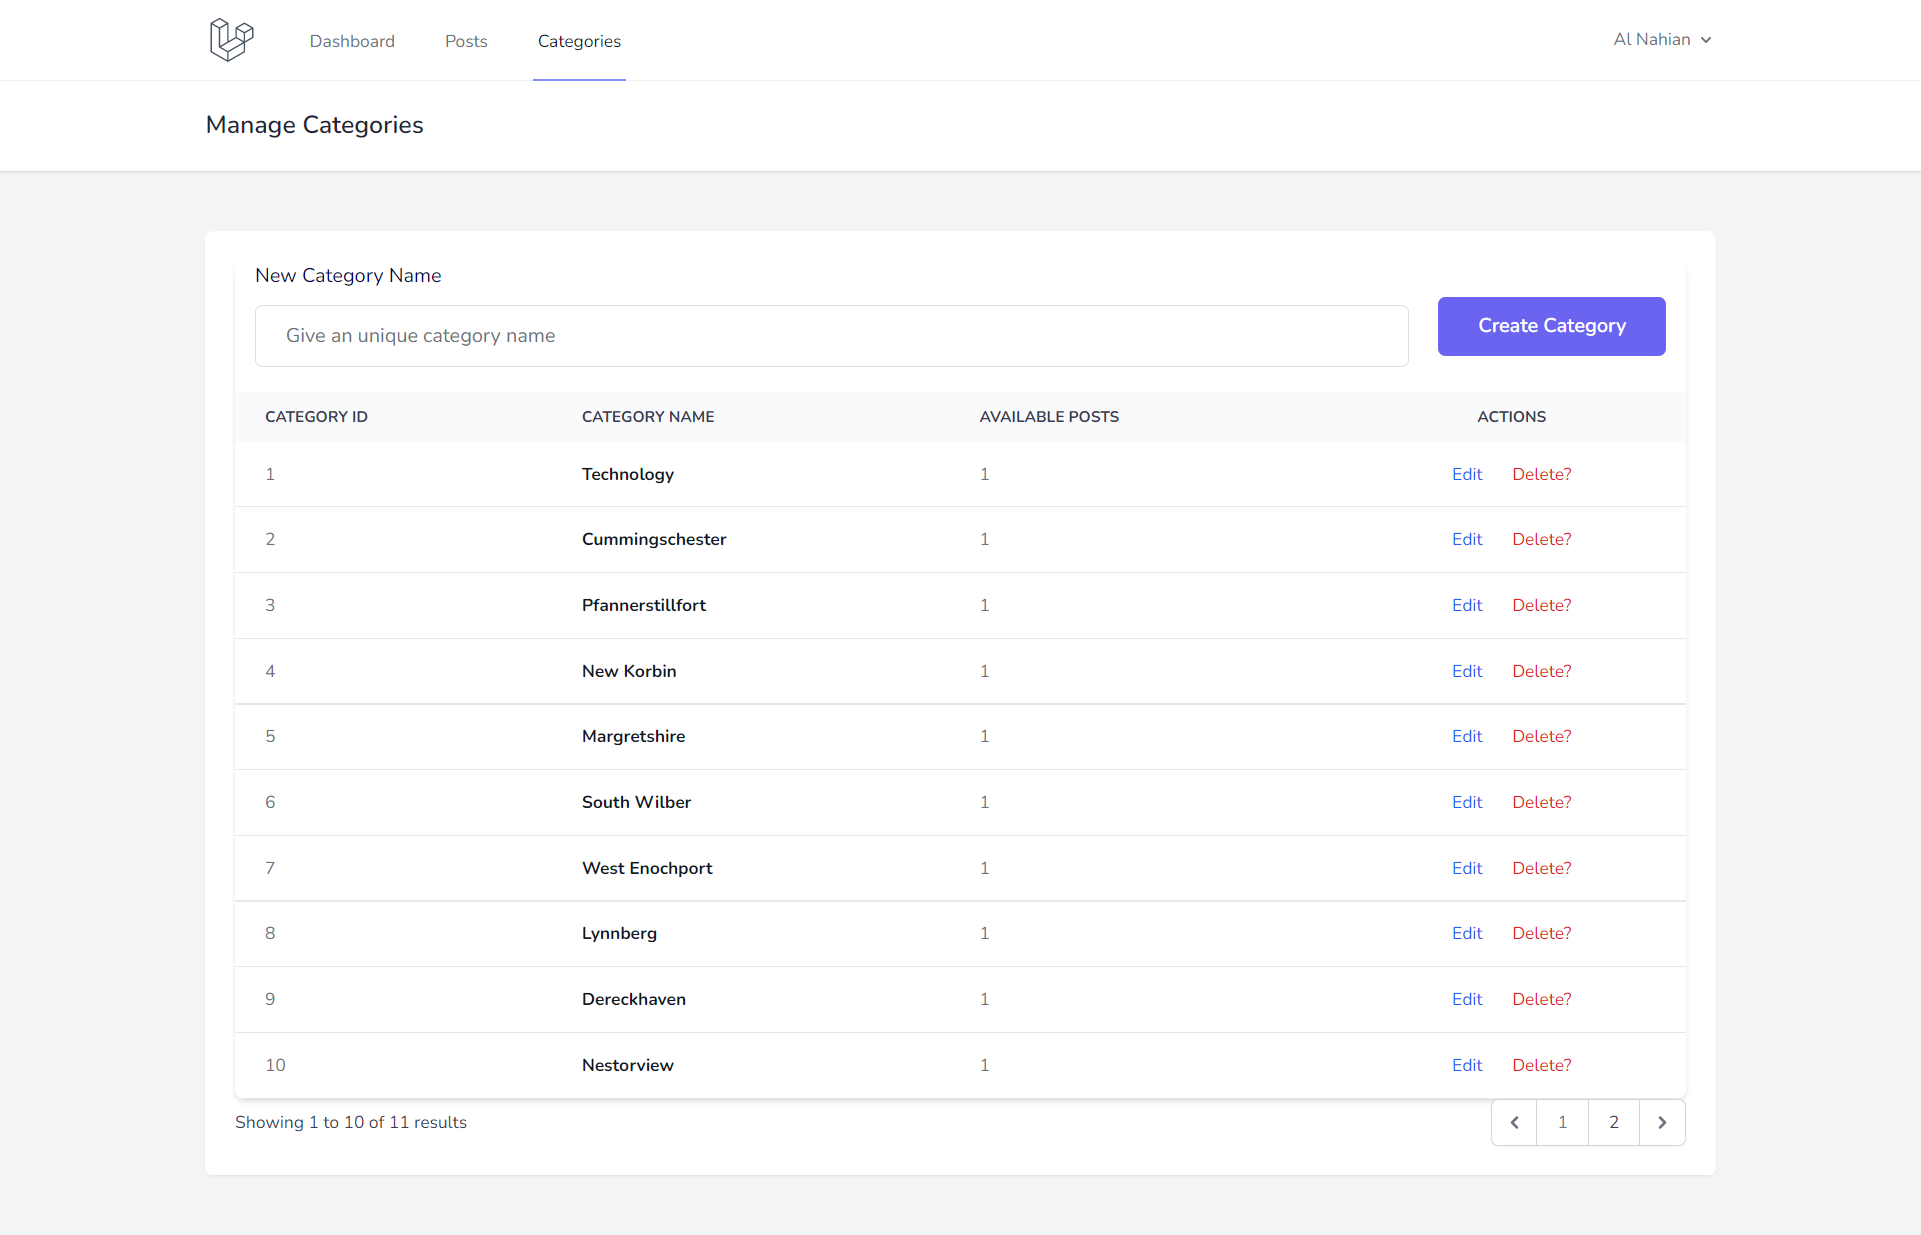 Dashboard Posts Categories Al Nahian
Manage Categories
New Category Name
Give an unique category name
Create Category
CATEGORY ID CATEGORY NAME AVAILABLE POSTS ACTIONS
1 Technology 1 Edit Delete?
2 Cummingschester 1 Edit Delete?
3 Pfannerstillfort 1 Edit Delete?
4 New Korbin 1 Edit Delete?
5 Margretshire 1 Edit Delete?
6 South Wilber 1 Edit Delete?
7 West Enochport 1 Edit Delete?
8 Lynnberg 1 Edit Delete?
9 Dereckhaven 1 Edit Delete?
10 Nestorview 1 Edit Delete?
Showing 1 to 10 of 11 results 1 2